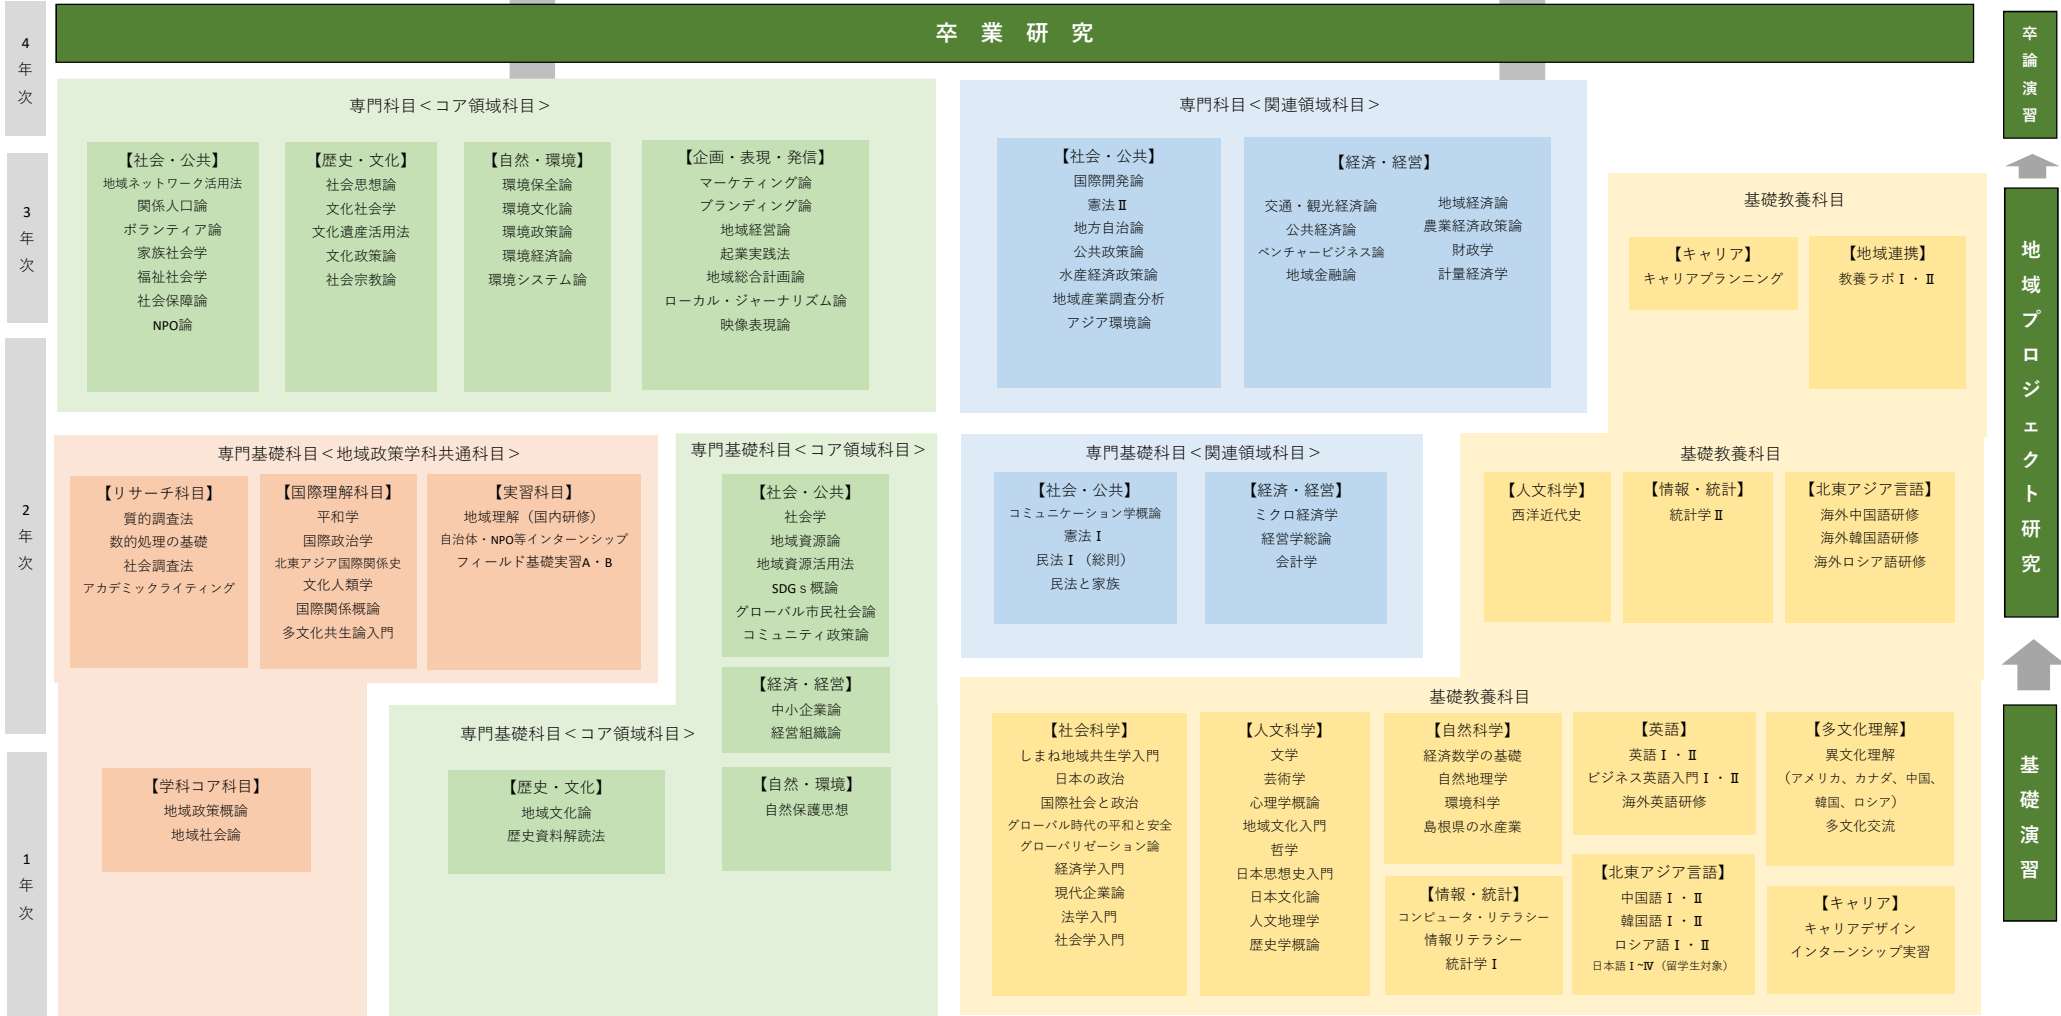 卒業研究
4年次
3年次
2年次
1年次
専門科目＜コア領域科目＞
【社会・公共】
地域ネットワーク活用法
関係人口論
ボランティア論
家族社会学
福祉社会学
社会保障論
NPO論
【歴史・文化】
社会思想論
文化社会学
文化遺産活用法
文化政策論
社会宗教論
【自然・環境】
環境保全論
環境文化論
環境政策論
環境経済論
環境システム論
【企画・表現・発信】
マーケティング論
ブランディング論
地域経営論
起業実践法
地域総合計画論
ローカル・ジャーナリズム論
映像表現論
専門科目＜関連領域科目＞
【社会・公共】
国際開発論
憲法Ⅱ
地方自治論
公共政策論
水産経済政策論
地域産業調査分析
アジア環境論
【経済・経営】
交通・観光経済論
公共経済論
ベンチャービジネス論
地域金融論
地域経済論
農業経済政策論
財政学
計量経済学
基礎教養科目
【キャリア】
キャリアプランニング
【地域連携】
教養ラボⅠ・Ⅱ
専門基礎科目＜地域政策学科共通科目＞
【リサーチ科目】
質的調査法
数的処理の基礎
社会調査法
アカデミックライティング
【国際理解科目】
平和学
国際政治学
北東アジア国際関係史
文化人類学
国際関係概論
多文化共生論入門
【実習科目】
地域理解（国内研修）
自治体・NPO等インターンシップ
フィールド基礎実習A・B
【学科コア科目】
地域政策概論
地域社会論
専門基礎科目＜コア領域科目＞
【社会・公共】
社会学
地域資源論
地域資源活用法
SDGｓ概論
グローバル市民社会論
コミュニティ政策論
【経済・経営】
中小企業論
経営組織論
専門基礎科目＜コア領域科目＞
【歴史・文化】
地域文化論
歴史資料解読法
【自然・環境】
自然保護思想
専門基礎科目＜関連領域科目＞
【社会・公共】
コミュニケーション学概論
憲法Ⅰ
民法Ⅰ（総則）
民法と家族
【経済・経営】
ミクロ経済学
経営学総論
会計学
基礎教養科目
【人文科学】
西洋近代史
【情報・統計】
統計学Ⅱ
【北東アジア言語】
海外中国語研修
海外韓国語研修
海外ロシア語研修
基礎教養科目
【社会科学】
しまね地域共生学入門
日本の政治
国際社会と政治
グローバル時代の平和と安全
グローバリゼーション論
経済学入門
現代企業論
法学入門
社会学入門
【人文科学】
文学
芸術学
心理学概論
地域文化入門
哲学
日本思想史入門
日本文化論
人文地理学
歴史学概論
【自然科学】
経済数学の基礎
自然地理学
環境科学
島根県の水産業
【情報・統計】
コンピュータ・リテラシー
情報リテラシー
統計学Ⅰ
【英語】
英語Ⅰ・Ⅱ
ビジネス英語入門Ⅰ・Ⅱ
海外英語研修
【北東アジア言語】
中国語Ⅰ・Ⅱ
韓国語Ⅰ・Ⅱ
ロシア語Ⅰ・Ⅱ
日本語Ⅰ~Ⅳ（留学生対象）
【多文化理解】
異文化理解
（アメリカ、カナダ、中国、
韓国、ロシア）
多文化交流
【キャリア】
キャリアデザイン
インターンシップ実習
卒論演習
地域プロジェクト研究
基礎演習